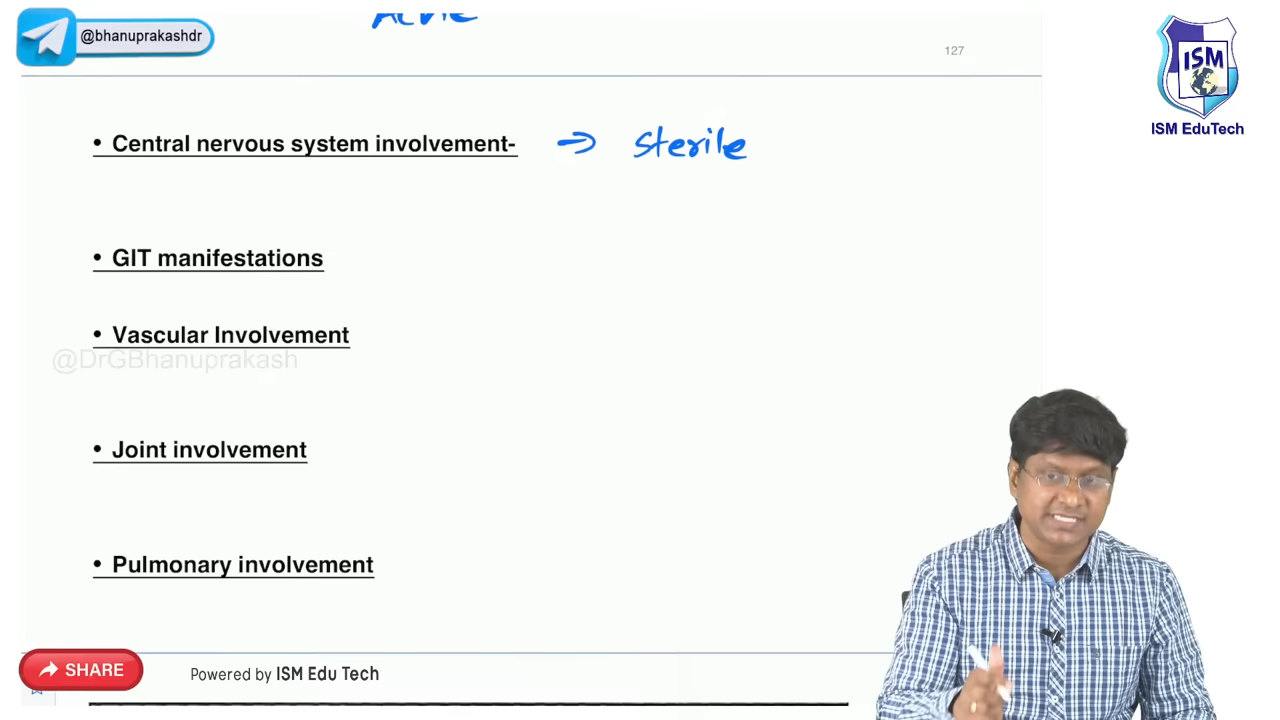 @bhanuprakashdr
127
ISM
ISM EduTech
• Central nervous system involvement- → sterile
• GIT manifestations
• Vascular Involvement
@DrGBhanuprakash
• Joint involvement
• Pulmonary involvement
SHARE
Powered by ISM Edu Tech